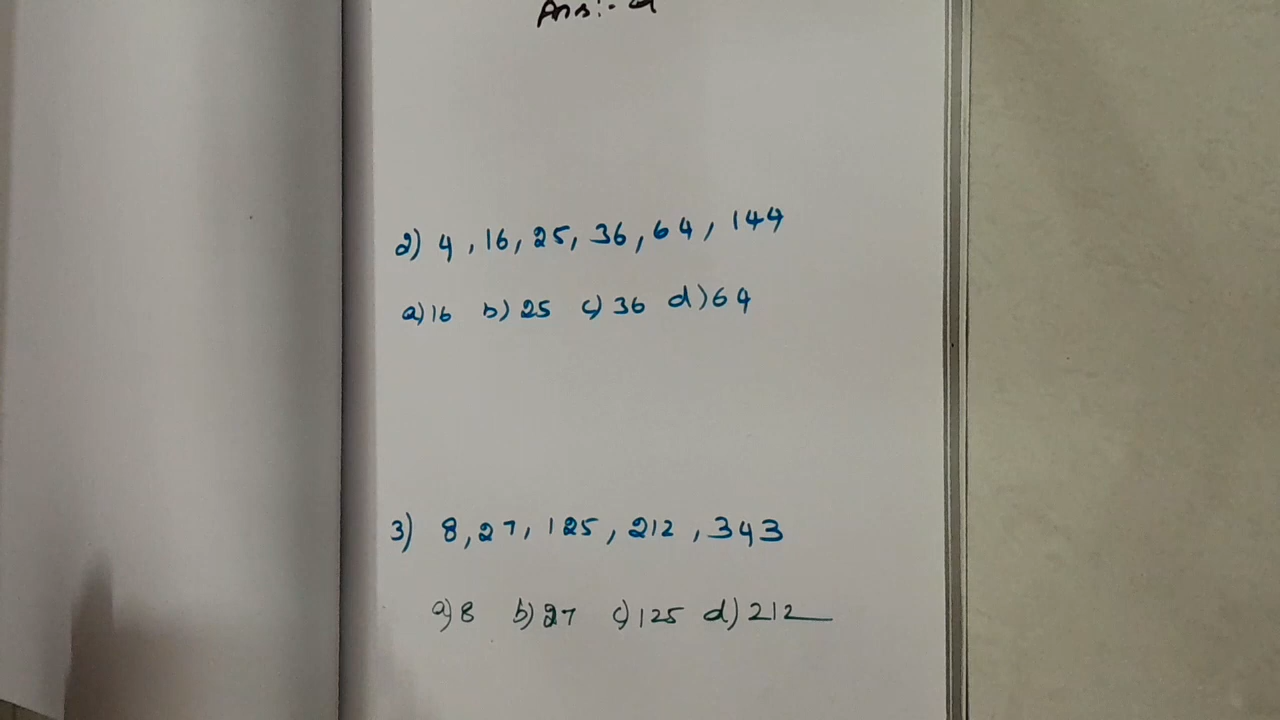 Ans:-
2) 4, 16, 25, 36, 64, 144
a) 16 b) 25 c) 36 d) 64
3) 8, 27, 125, 212, 343
a) 8 b) 27 c) 125 d) 212